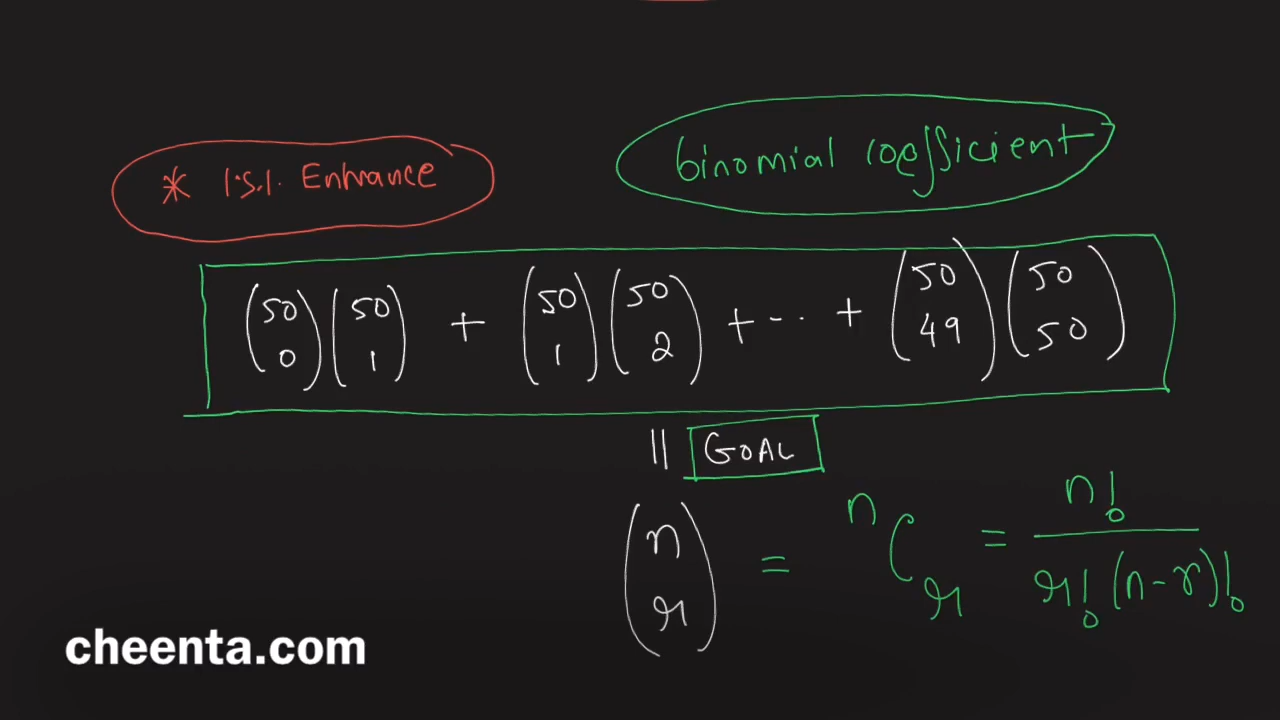 * I.S.I. Entrance
binomial coefficient
(50 0)(50 1) + (50 1)(50 2) + - .. + (50 49)(50 50)
|| GOAL
(n r) = nCr = n! / r! (n-r)!
cheenta.com